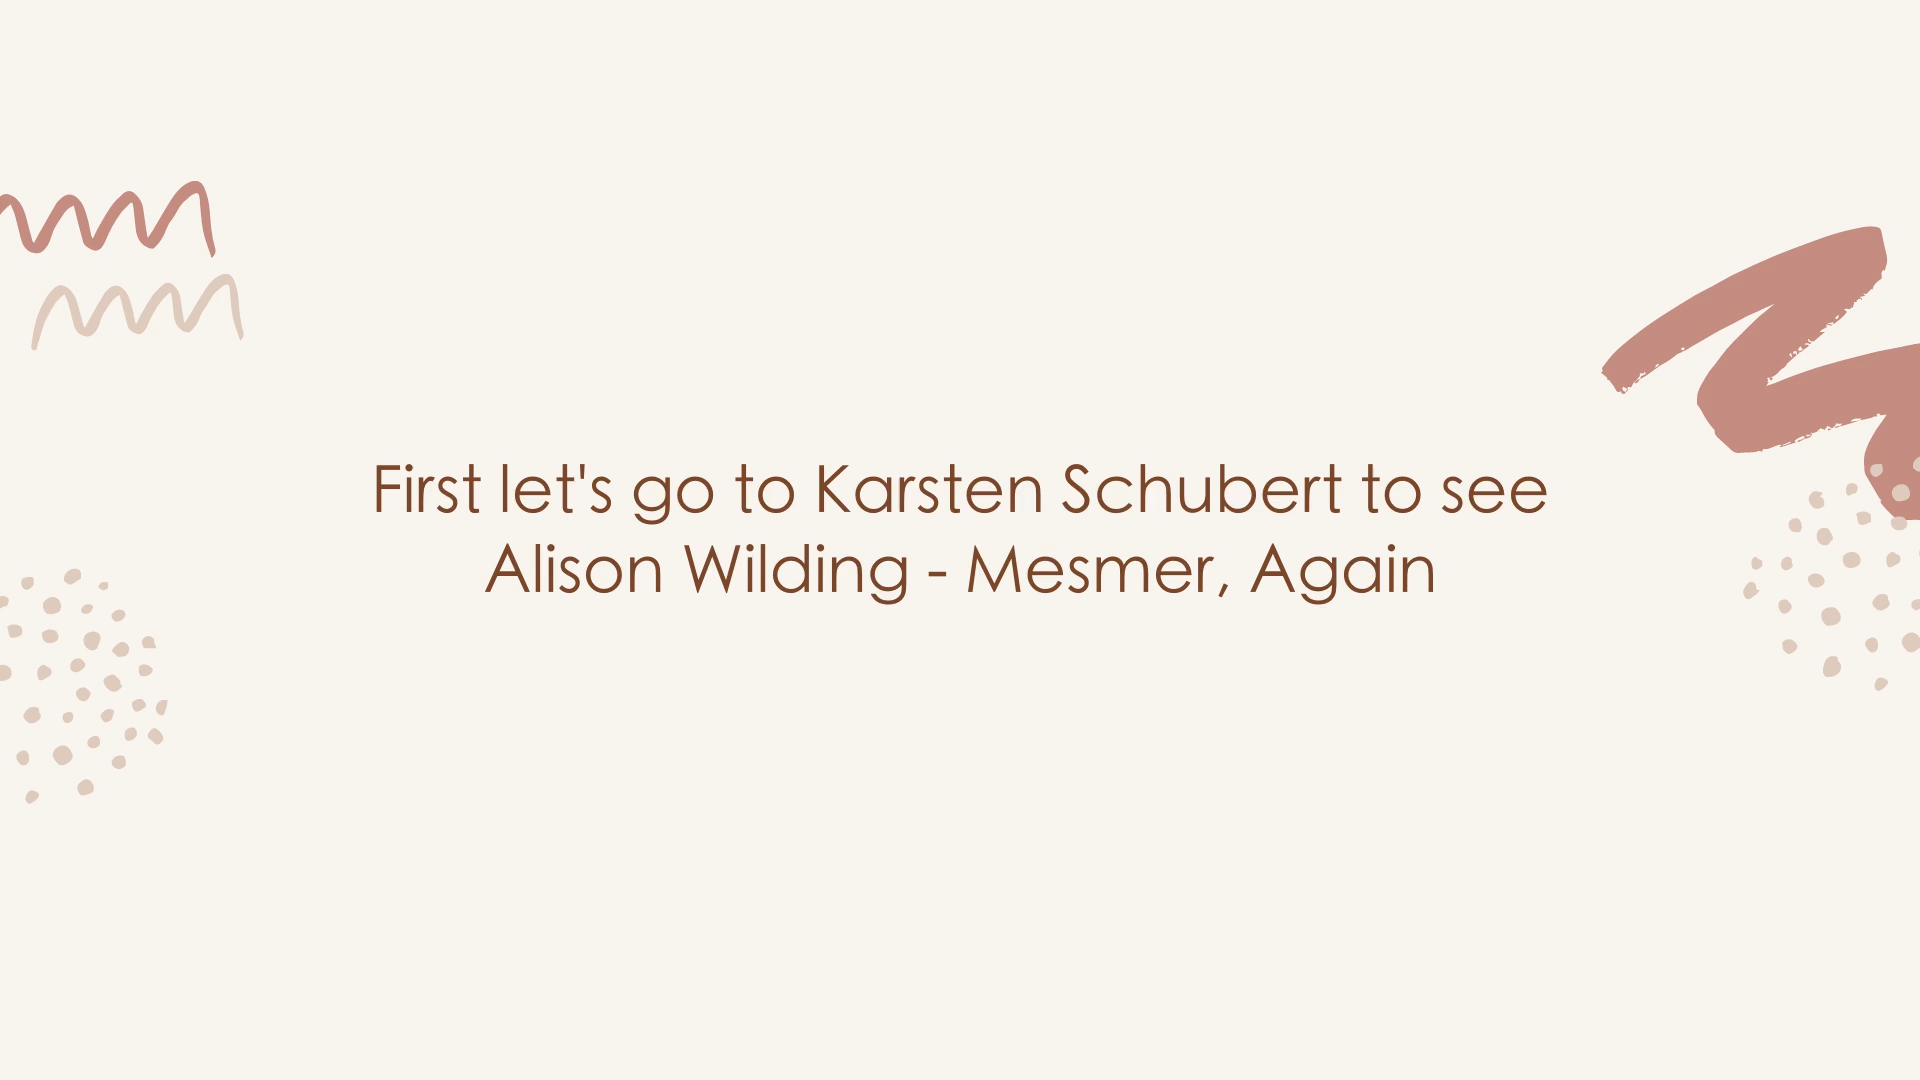 First let's go to Karsten Schubert to see
Alison Wilding - Mesmer, Again